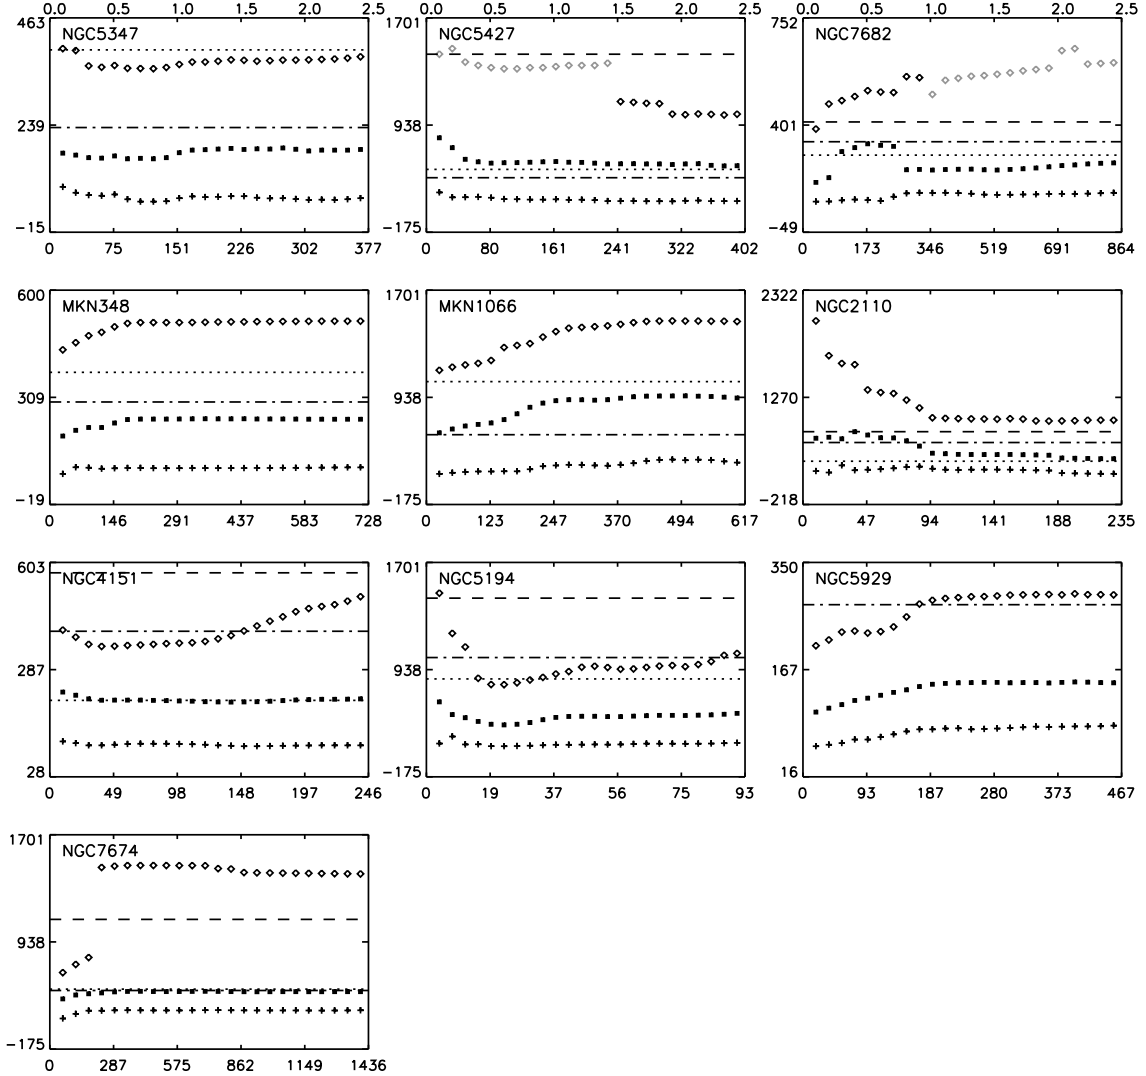 0.0 0.5 1.0 1.5 2.0 2.5 0.0 0.5 1.0 1.5 2.0 2.5 0.0 0.5 1.0 1.5 2.0 2.5
463 NGC5347 1701 NGC5427 752 NGC7682
239 938 401
−15 −175 −49
0 75 151 226 302 377 0 80 161 241 322 402 0 173 346 519 691 864
600 MKN348 1701 MKN1066 2322 NGC2110
309 938 1270
−19 −175 −218
0 146 291 437 583 728 0 123 247 370 494 617 0 47 94 141 188 235
603 NGC4151 1701 NGC5194 350 NGC5929
287 938 167
28 −175 16
0 49 98 148 197 246 0 19 37 56 75 93 0 93 187 280 373 467
1701 NGC7674
938
−175
0 287 575 862 1149 1436